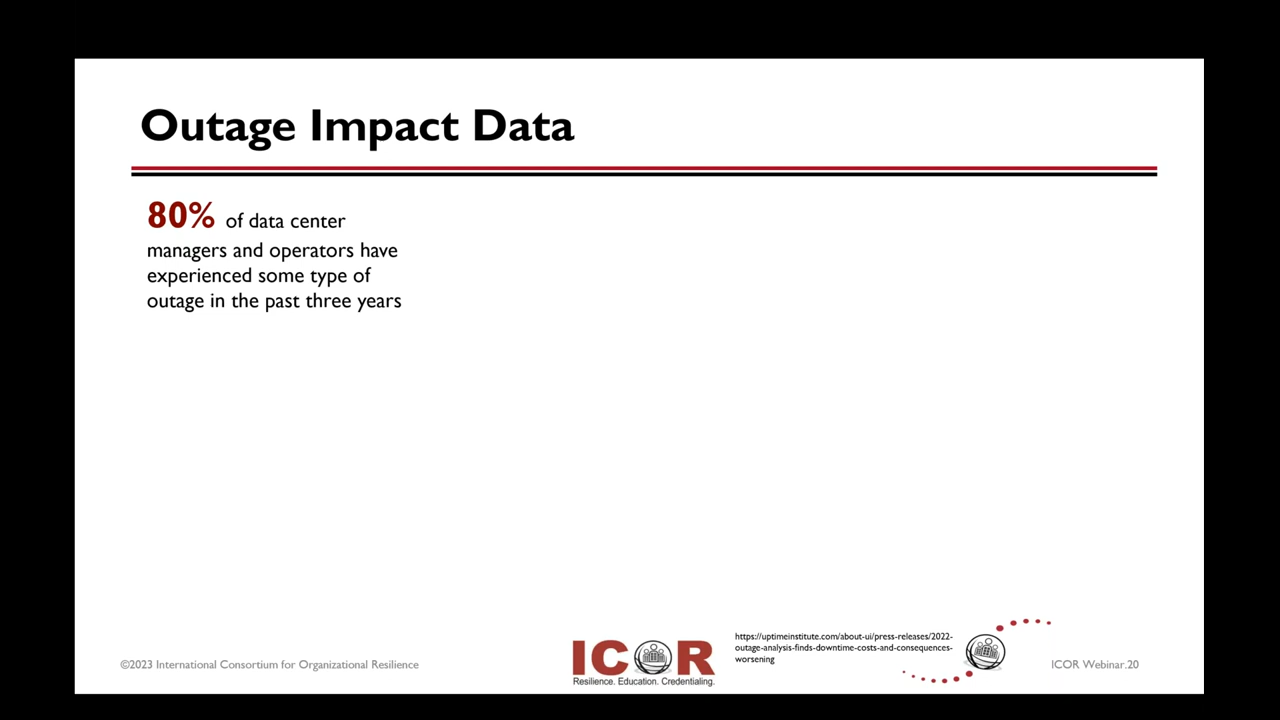 Outage Impact Data
80% of data center
managers and operators have
experienced some type of
outage in the past three years
©2023 International Consortium for Organizational Resilience
ICOR
Resilience. Education. Credentialing.
https://uptimeinstitute.com/about-ui/press-releases/2022-
outage-analysis-finds-downtime-costs-and-consequences-
worsening
ICOR Webinar.20